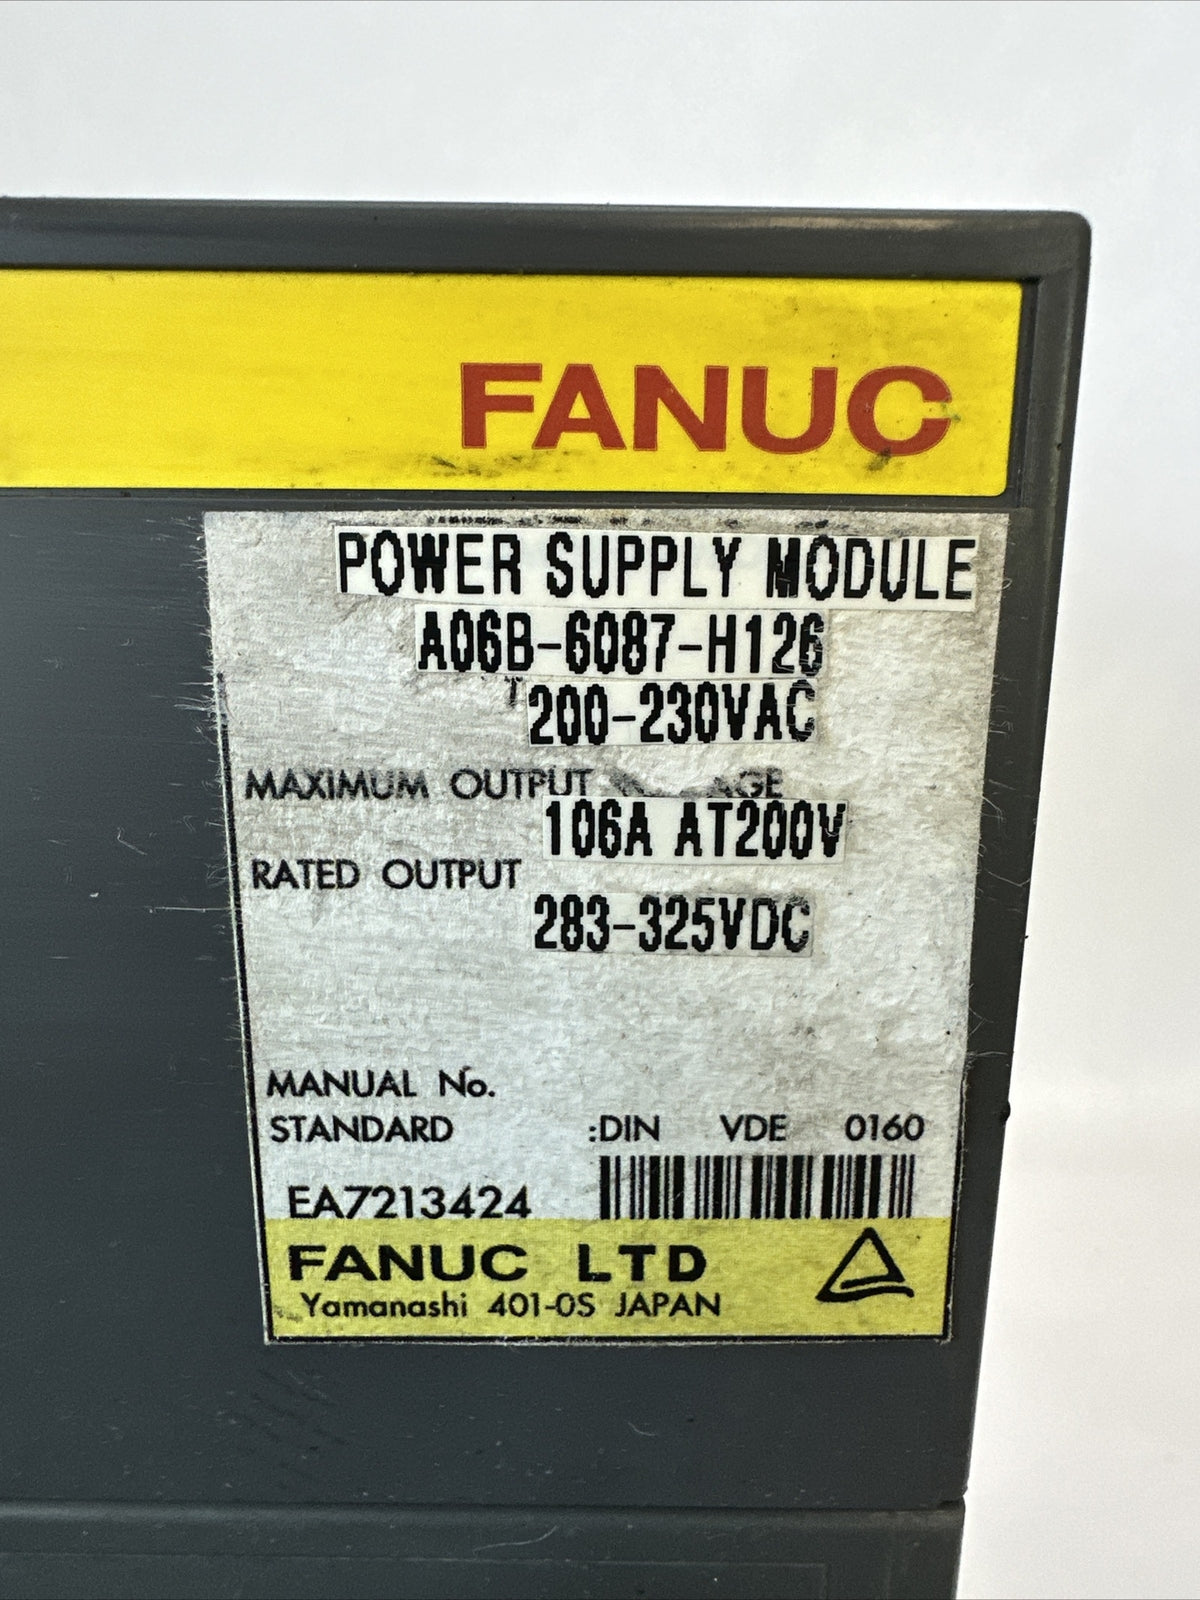 FANUC
POWER SUPPLY MODULE
A06B-6087-H126
200-230VAC
MAXIMUM OUTPUT
106A AT200V
RATED OUTPUT
283-325VDC
MANUAL No.
STANDARD :DIN VDE 0160
EA7213424
FANUC LTD
Yamanashi 401-0S JAPAN